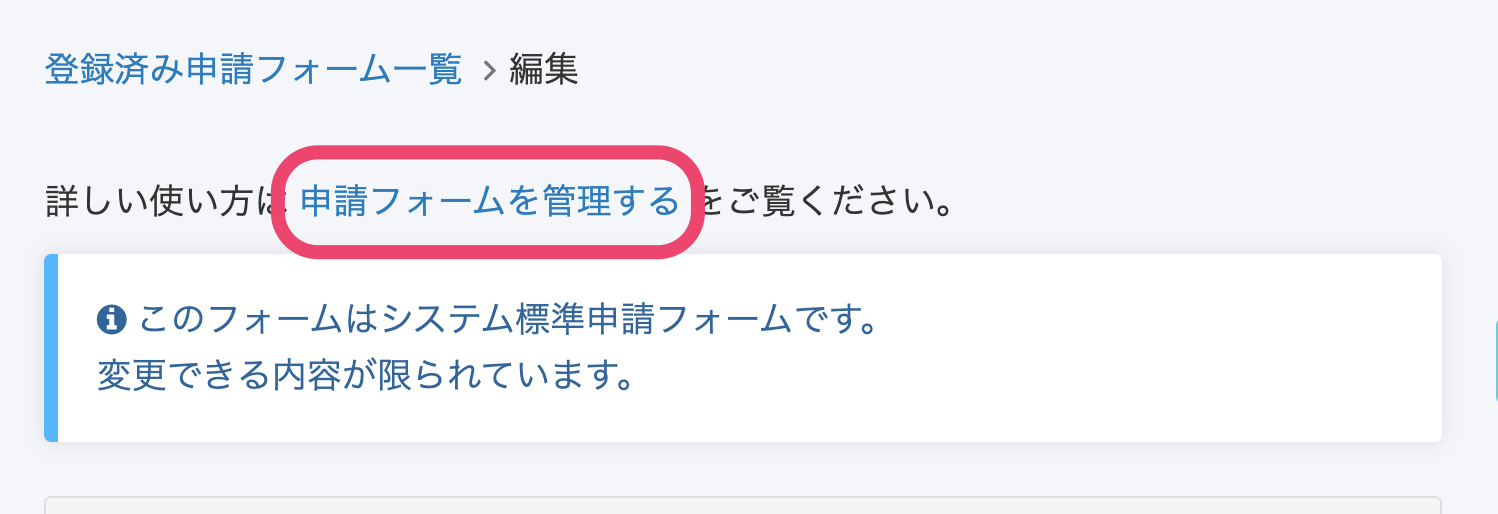 登録済み申請フォーム一覧 > 編集
詳しい使い方は 申請フォームを管理する をご覧ください。
このフォームはシステム標準申請フォームです。
変更できる内容が限られています。